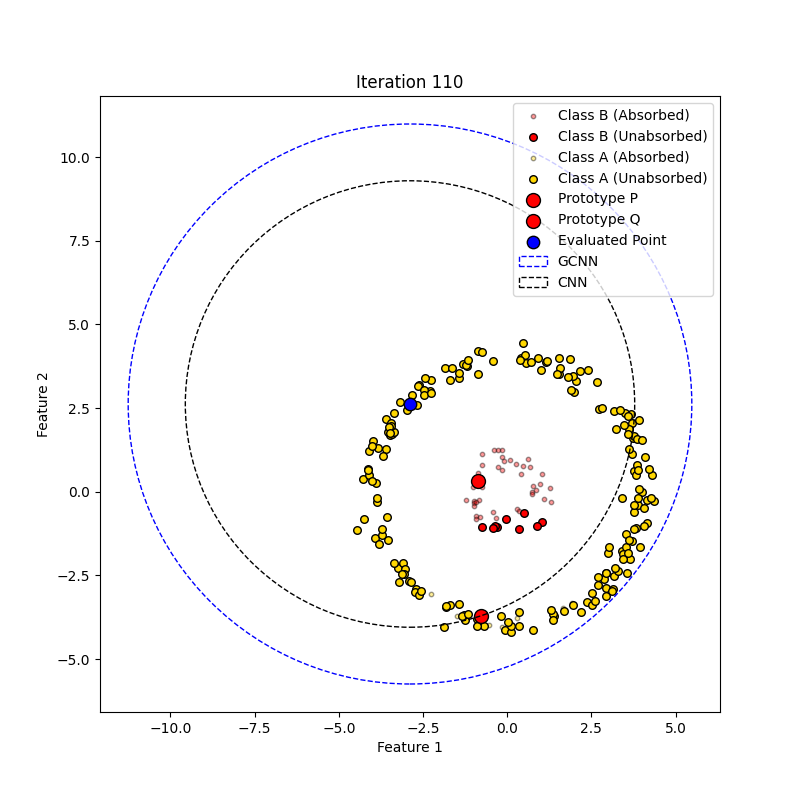 Iteration 110
Class B (Absorbed)
Class B (Unabsorbed)
Class A (Absorbed)
Class A (Unabsorbed)
Prototype P
Prototype Q
Evaluated Point
GCNN
CNN
10.0
7.5
5.0
2.5
0.0
−2.5
−5.0
Feature 2
−10.0 −7.5 −5.0 −2.5 0.0 2.5 5.0
Feature 1